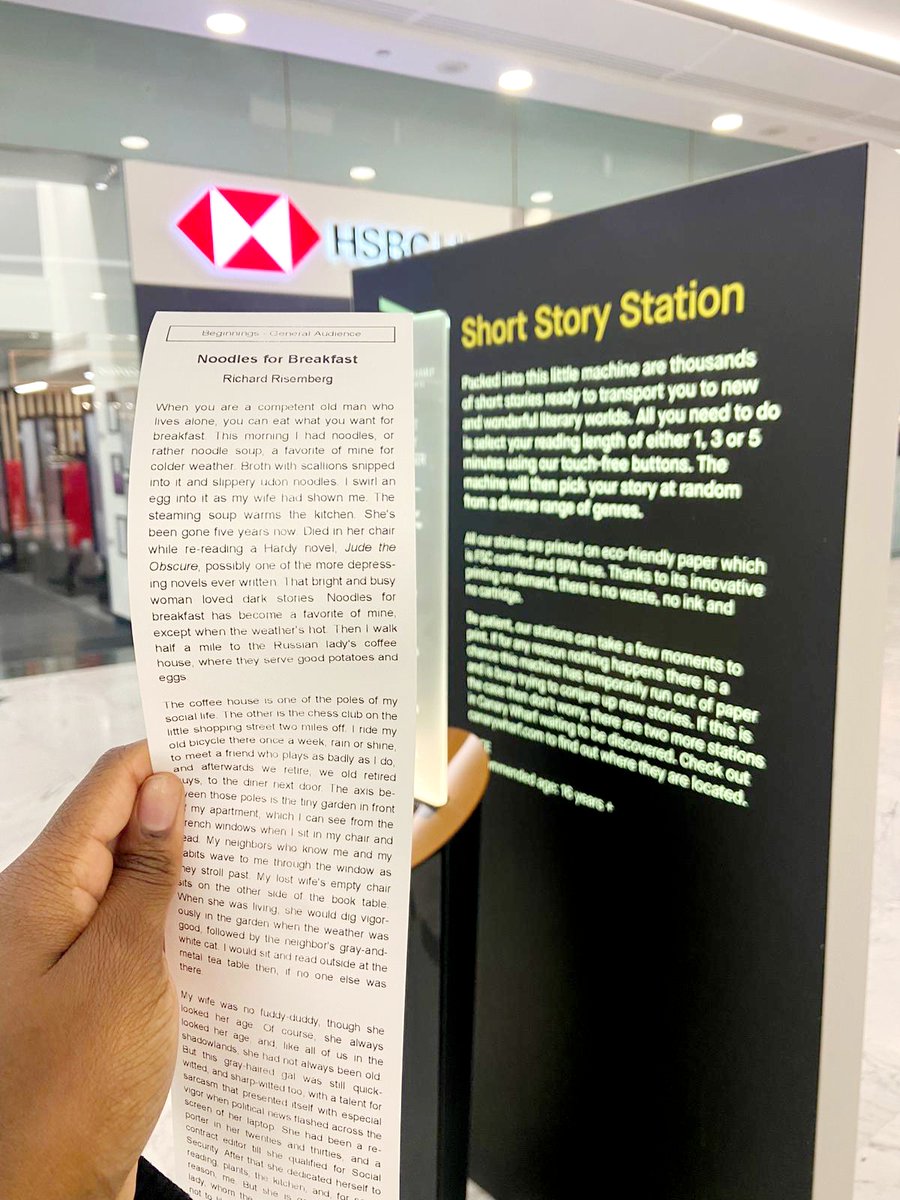 HSBC
Beginnings - General Audience
Noodles for Breakfast
Richard Risemberg
When you are a competent old man who
lives alone, you can eat what you want for
breakfast. This morning I had noodles, or
rather noodle soup, a favorite of mine for
colder weather. Broth with scallions snipped
into it and slippery udon noodles. I swirl an
egg into it as my wife had shown me. The
steaming soup warms the kitchen. She's
been gone five years now. Died in her chair
while re-reading a Hardy novel, Jude the
Obscure, possibly one of the more depress-
ing novels ever written. That bright and busy
woman loved dark stories. Noodles for
breakfast has become a favorite of mine,
except when the weather's hot. Then I walk
half a mile to the Russian lady's coffee
house, where they serve good potatoes and
eggs.
The coffee house is one of the poles of my
social life. The other is the chess club on the
little shopping street two miles off. I ride my
old bicycle there once a week, rain or shine,
to meet a friend who plays as badly as I do,
and afterwards we retire, we old retired
uys, to the diner next door. The axis be-
ween those poles is the tiny garden in front
my apartment, which I can see from the
rench windows when I sit in my chair and
ead. My neighbors who know me and my
abits wave to me through the window as
hey stroll past. My lost wife's empty chair
its on the other side of the book table.
When she was living, she would dig vigor-
ously in the garden when the weather was
good, followed by the neighbor's gray-and-
white cat. I would sit and read outside at the
metal tea table then, if no one else was
there.
My wife was no fuddy-duddy, though she
looked her age. Of course, she always
looked her age, and, like all of us in the
shadowlands, she had not always been old.
But this gray-haired gal was still quick-
witted, and sharp-witted too, with a talent for
sarcasm that presented itself with especial
vigor when political news flashed across the
screen of her laptop. She had been a re-
porter in her twenties and thirties, and a
contract editor till she qualified for Social
Security. After that she dedicated herself to
reading, plants, the kitchen, and, for
reason, me. But she is
lady, whom the
not to
Short Story Station
Packed into this little machine are thousands
of short stories ready to transport you to new
and wonderful literary worlds. All you need to do
is select your reading length of either 1, 3 or 5
minutes using our touch-free buttons. The
machine will then pick your story at random
from a diverse range of genres.
All our stories are printed on eco-friendly paper which
is FSC certified and BPA free. Thanks to its innovative
printing on demand, there is no waste, no ink and
no cartridge.
Be patient, our stations can take a few moments to
print. If for any reason nothing happens there is a
chance this machine has temporarily run out of paper
and is busy trying to conjure up new stories. If this is
the case then don't worry, there are two more stations
in Canary Wharf waiting to be discovered. Check out
canarywharf.com to find out where they are located.
mmended age: 16 years +